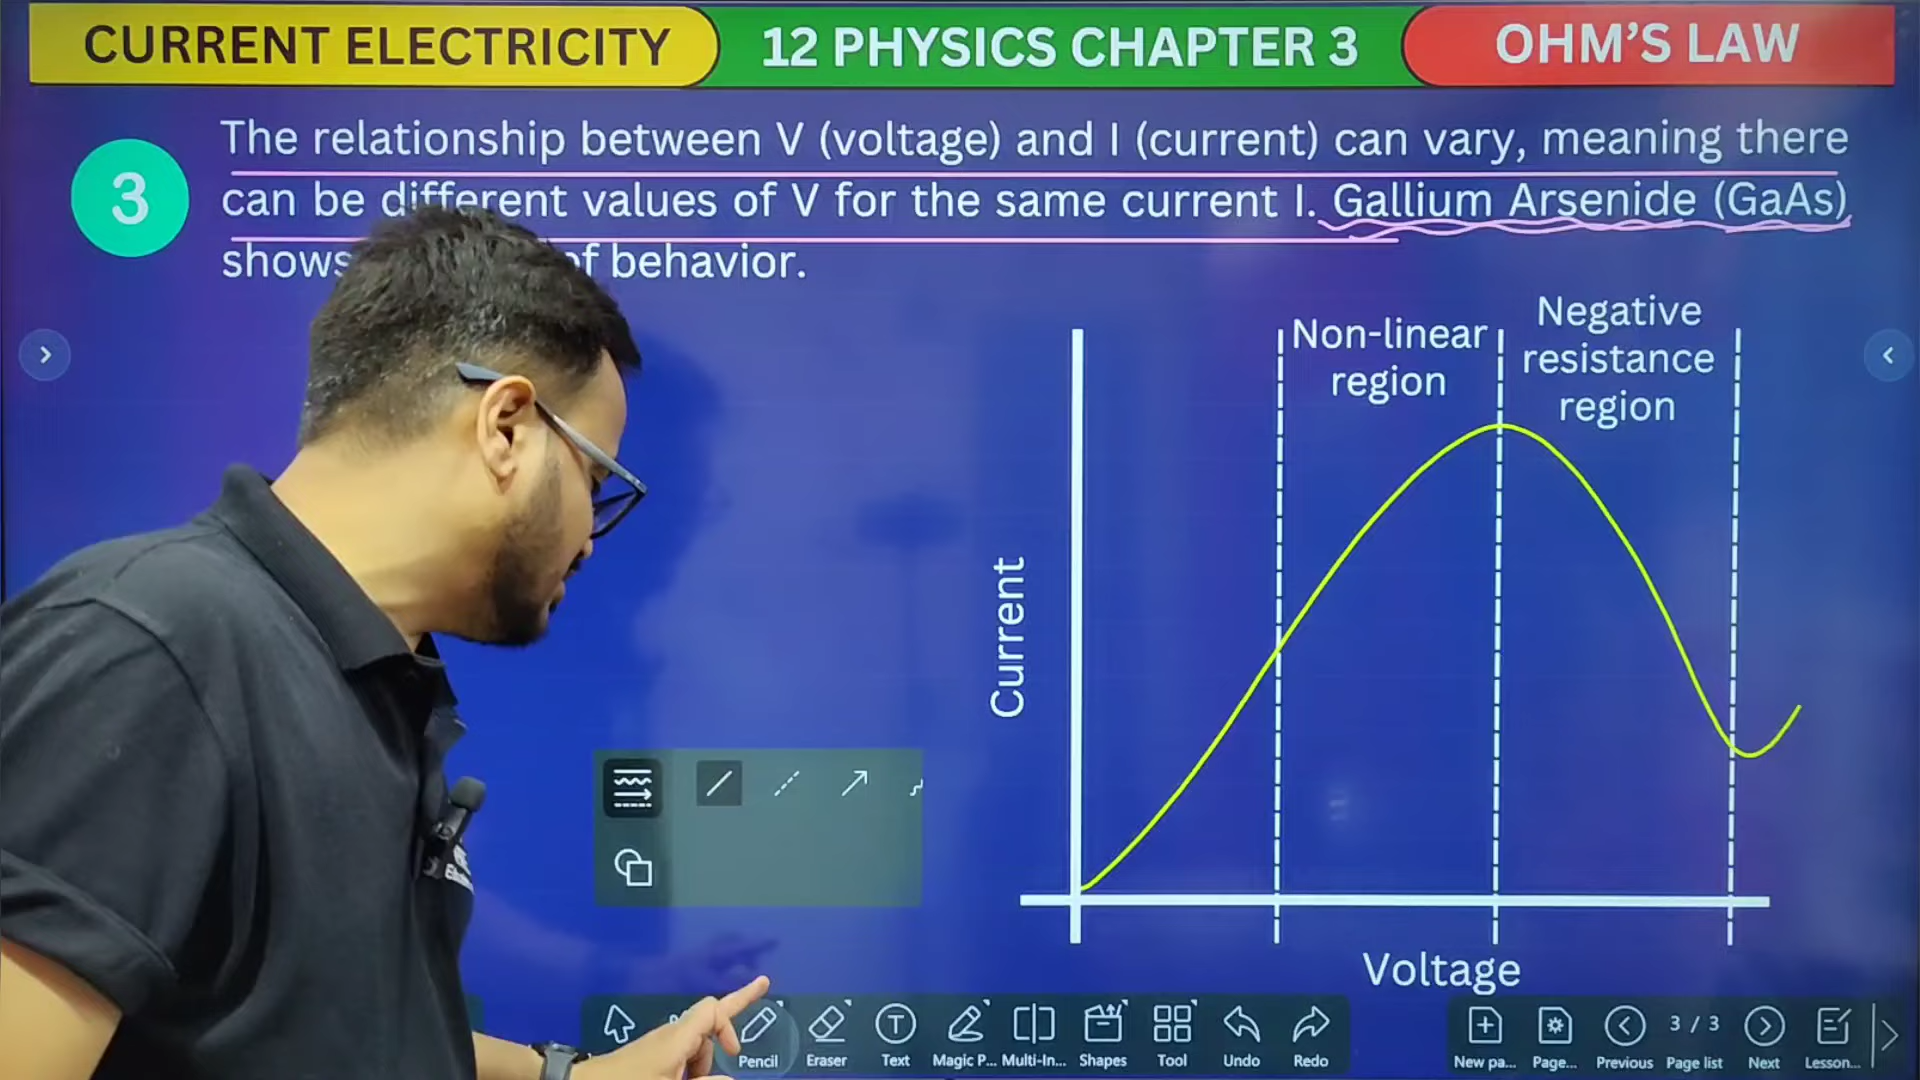 CURRENT ELECTRICITY
12 PHYSICS CHAPTER 3
OHM'S LAW
3
The relationship between V (voltage) and I (current) can vary, meaning there
can be different values of V for the same current I. Gallium Arsenide (GaAs)
shows of behavior.
Non-linear
region
Negative
resistance
region
Current
Voltage
Pencil
Eraser
Text
Magic P...
Multi-In...
Shapes
Tool
Undo
Redo
New pa...
Page...
Previous
3 / 3
Page list
Next
Lesson...